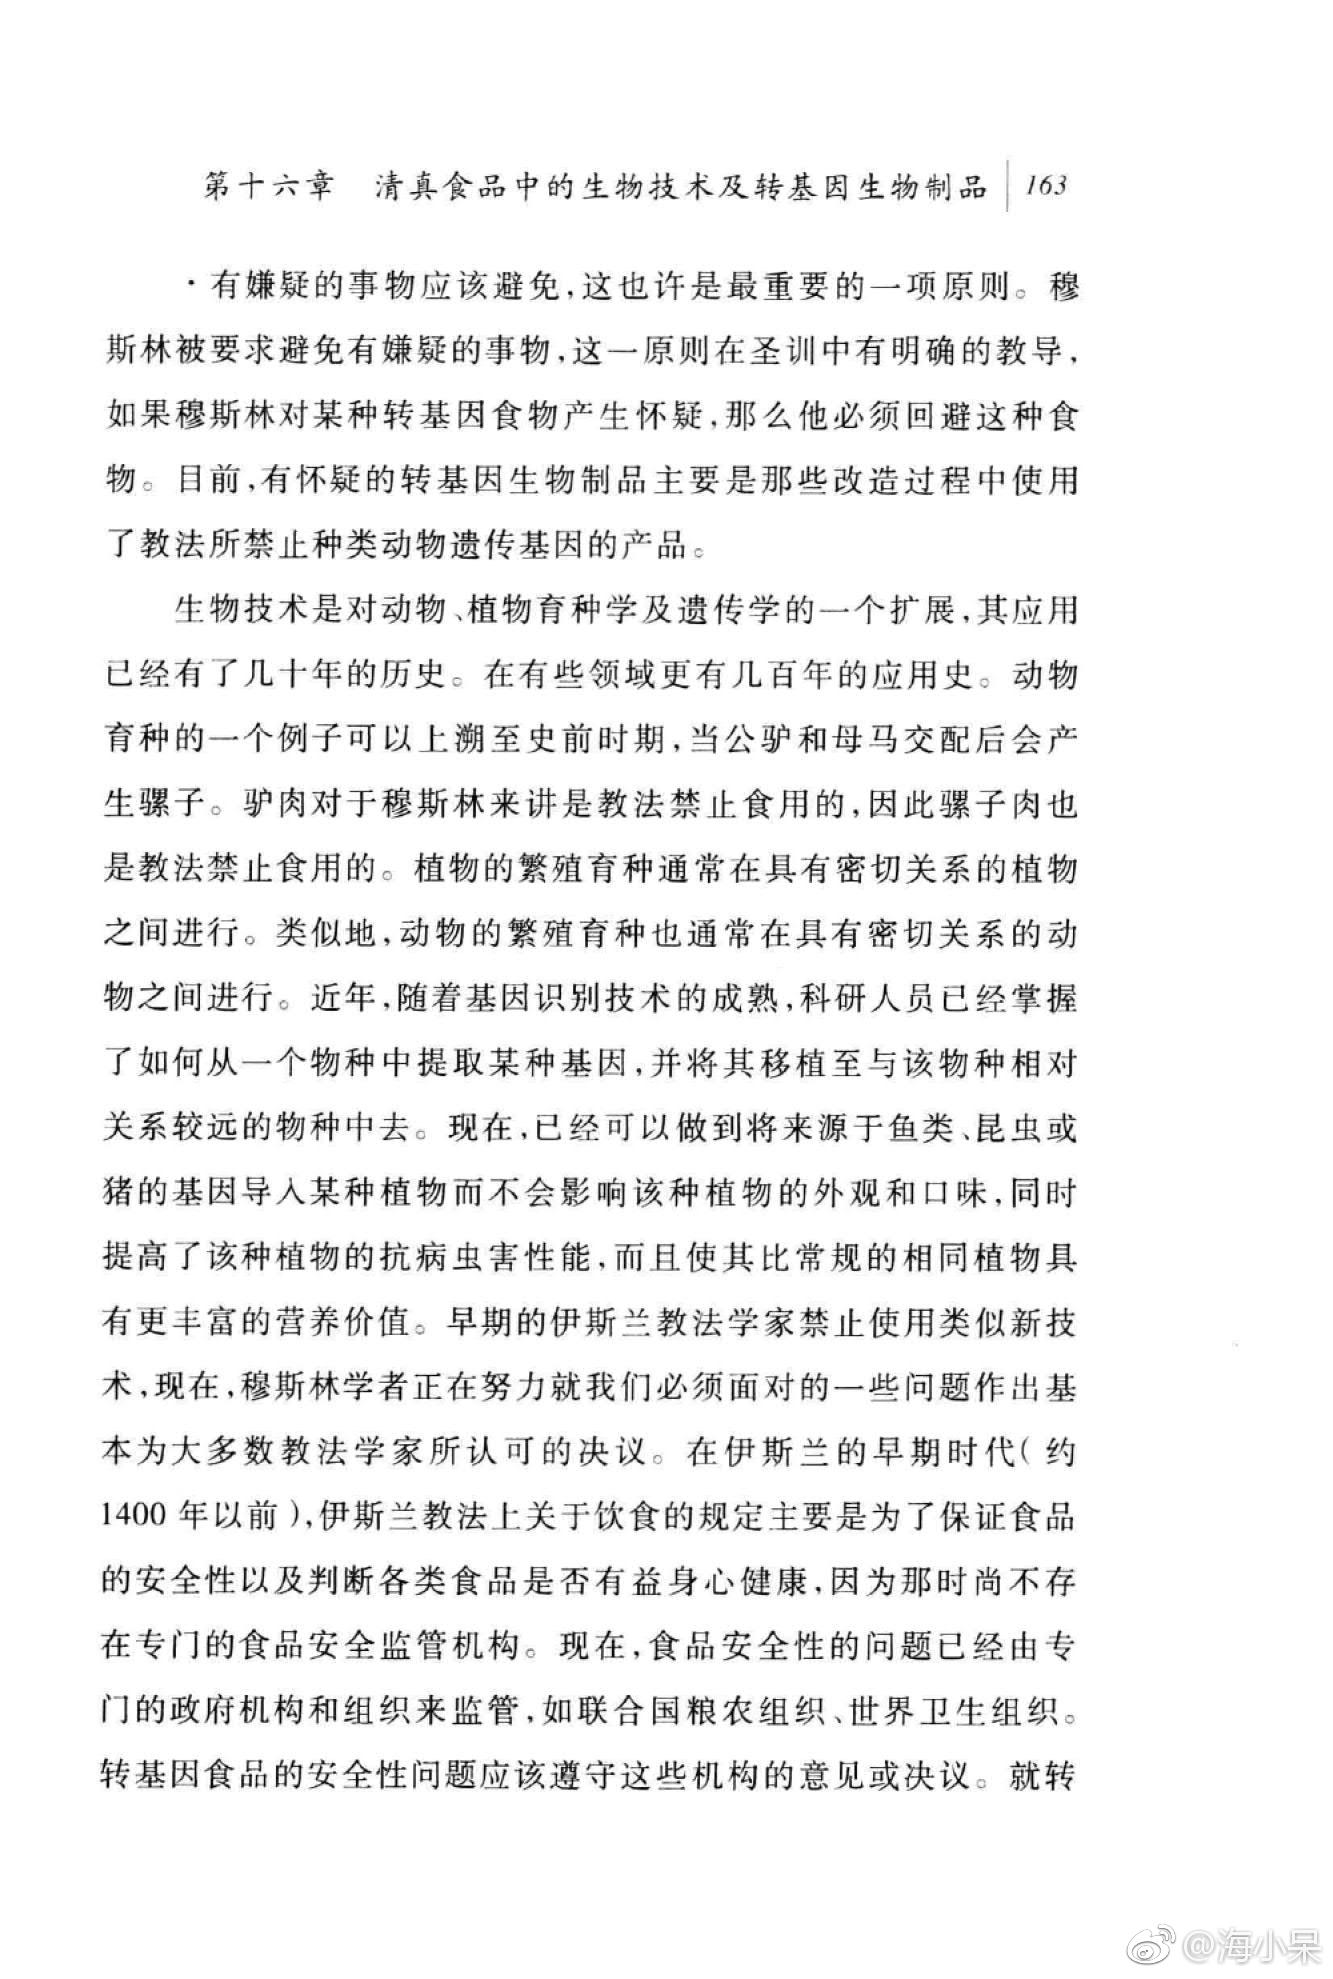 第十六章 清真食品中的生物技术及转基因生物制品 163
·有嫌疑的事物应该避免,这也许是最重要的一项原则。穆
斯林被要求避免有嫌疑的事物,这一原则在圣训中有明确的教导,
如果穆斯林对某种转基因食物产生怀疑,那么他必须回避这种食
物。目前,有怀疑的转基因生物制品主要是那些改造过程中使用
了教法所禁止种类动物遗传基因的产品。
生物技术是对动物、植物育种学及遗传学的一个扩展,其应用
已经有了几十年的历史。在有些领域更有几百年的应用史。动物
育种的一个例子可以上溯至史前时期,当公驴和母马交配后会产
生骡子。驴肉对于穆斯林来讲是教法禁止食用的,因此骡子肉也
是教法禁止食用的。植物的繁殖育种通常在具有密切关系的植物
之间进行。类似地,动物的繁殖育种也通常在具有密切关系的动
物之间进行。近年,随着基因识别技术的成熟,科研人员已经掌握
了如何从一个物种中提取某种基因,并将其移植至与该物种相对
关系较远的物种中去。现在,已经可以做到将来源于鱼类、昆虫或
猪的基因导入某种植物而不会影响该种植物的外观和口味,同时
提高了该种植物的抗病虫害性能,而且使其比常规的相同植物具
有更丰富的营养价值。早期的伊斯兰教法学家禁止使用类似新技
术,现在,穆斯林学者正在努力就我们必须面对的一些问题作出基
本为大多数教法学家所认可的决议。在伊斯兰的早期时代(约
1400 年以前),伊斯兰教法上关于饮食的规定主要是为了保证食品
的安全性以及判断各类食品是否有益身心健康,因为那时尚不存
在专门的食品安全监管机构。现在,食品安全性的问题已经由专
门的政府机构和组织来监管,如联合国粮农组织、世界卫生组织。
转基因食品的安全性问题应该遵守这些机构的意见或决议。就转
@海小呆